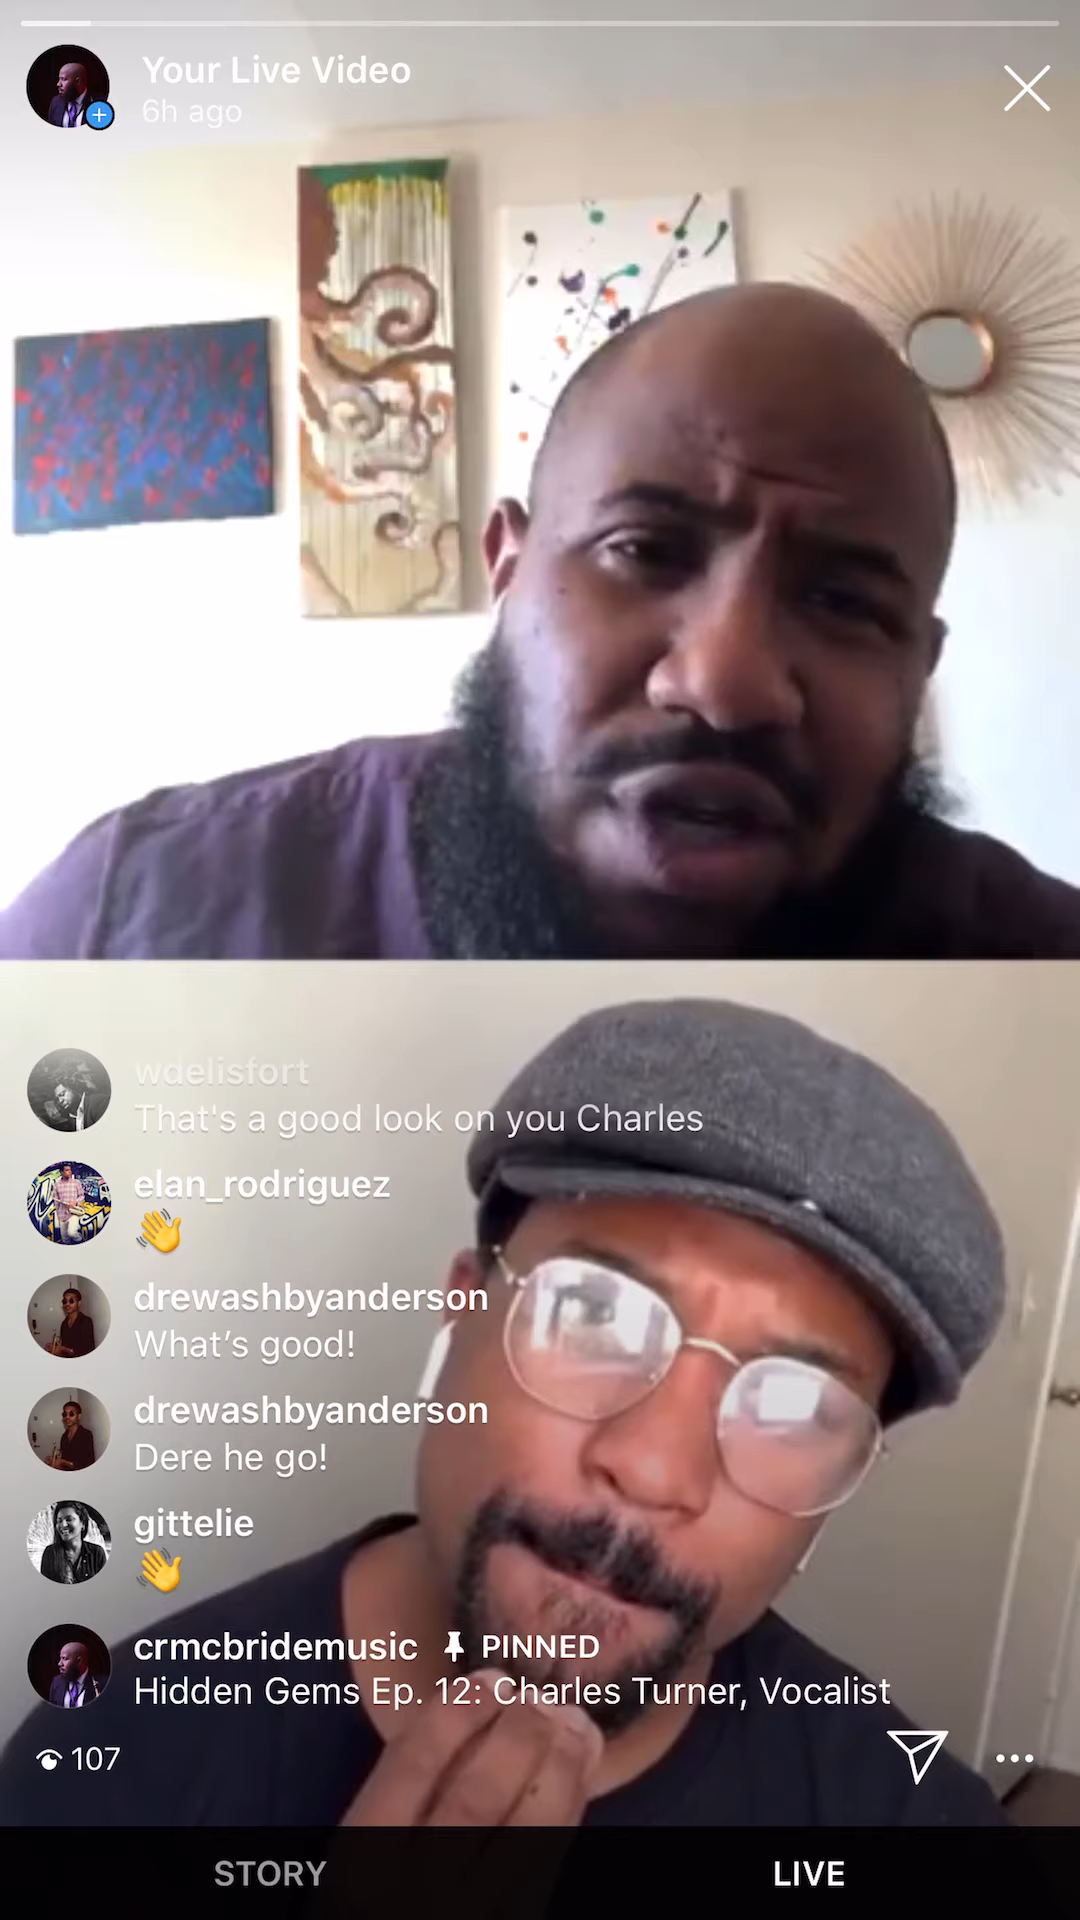 Your Live Video
6h ago
wdelisfort
That's a good look on you Charles
elan_rodriguez
👋
drewashbyanderson
What's good!
drewashbyanderson
Dere he go!
gittelie
👋
crmcbridemusic PINNED
Hidden Gems Ep. 12: Charles Turner, Vocalist
107
STORY LIVE